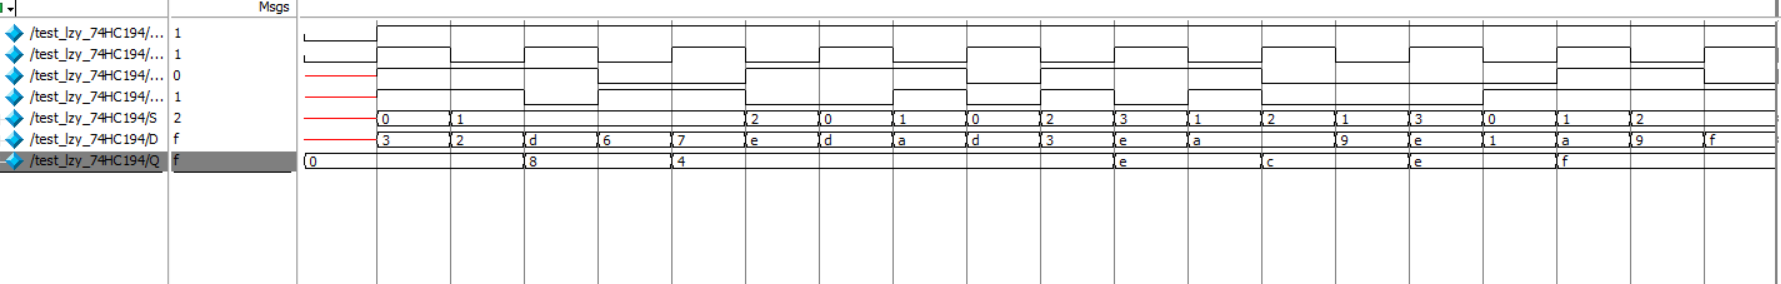 Msgs
/test_lzy_74HC194/... 1
/test_lzy_74HC194/... 1
/test_lzy_74HC194/... 0
/test_lzy_74HC194/... 1
/test_lzy_74HC194/S 2 0 1 2 0 1 0 2 3 1 2 1 3 0 1 2
/test_lzy_74HC194/D f 3 2 d 6 7 e d a d 3 e a 9 e 1 a 9 f
/test_lzy_74HC194/Q f 0 8 4 e c e f